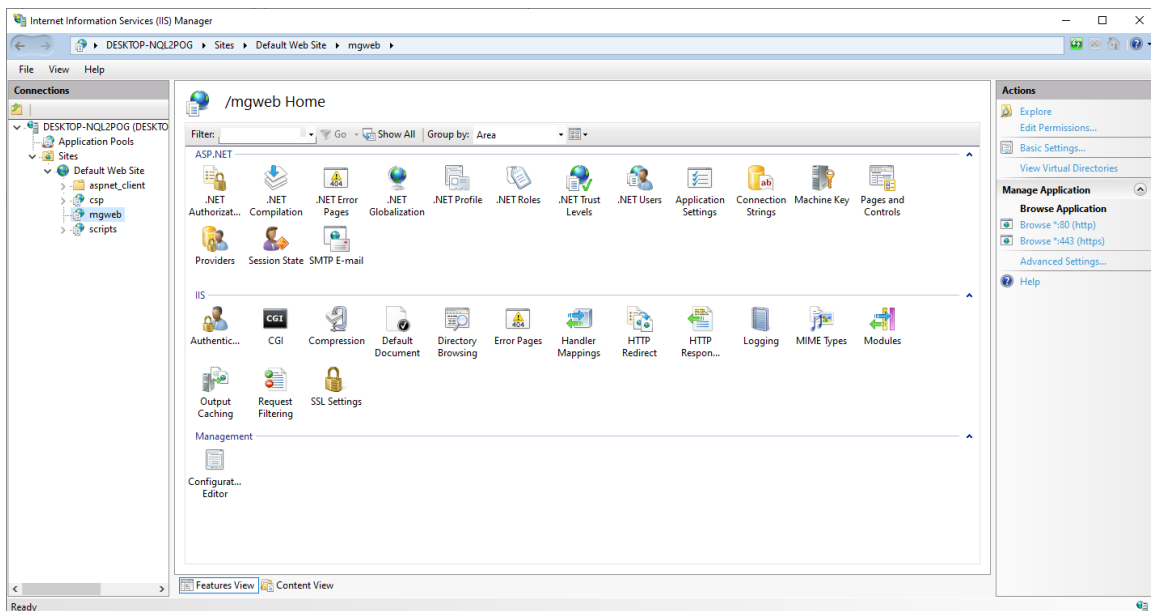 Internet Information Services (IIS) Manager
DESKTOP-NQL2POG
Sites
Default Web Site
mgweb
File View Help
Connections
DESKTOP-NQL2POG (DESKTO
Application Pools
Sites
Default Web Site
aspnet_client
csp
mgweb
scripts
/mgweb Home
Filter: Go Show All Group by: Area
ASP.NET
.NET Authorizat...
.NET Compilation
.NET Error Pages
.NET Globalization
.NET Profile
.NET Roles
.NET Trust Levels
.NET Users
Application Settings
Connection Strings
Machine Key
Pages and Controls
Providers
Session State
SMTP E-mail
IIS
Authentic...
CGI
Compression
Default Document
Directory Browsing
Error Pages
Handler Mappings
HTTP Redirect
HTTP Respon...
Logging
MIME Types
Modules
Output Caching
Request Filtering
SSL Settings
Management
Configurat... Editor
Features View
Content View
Actions
Explore
Edit Permissions...
Basic Settings...
View Virtual Directories
Manage Application
Browse Application
Browse *:80 (http)
Browse *:443 (https)
Advanced Settings...
Help
Ready